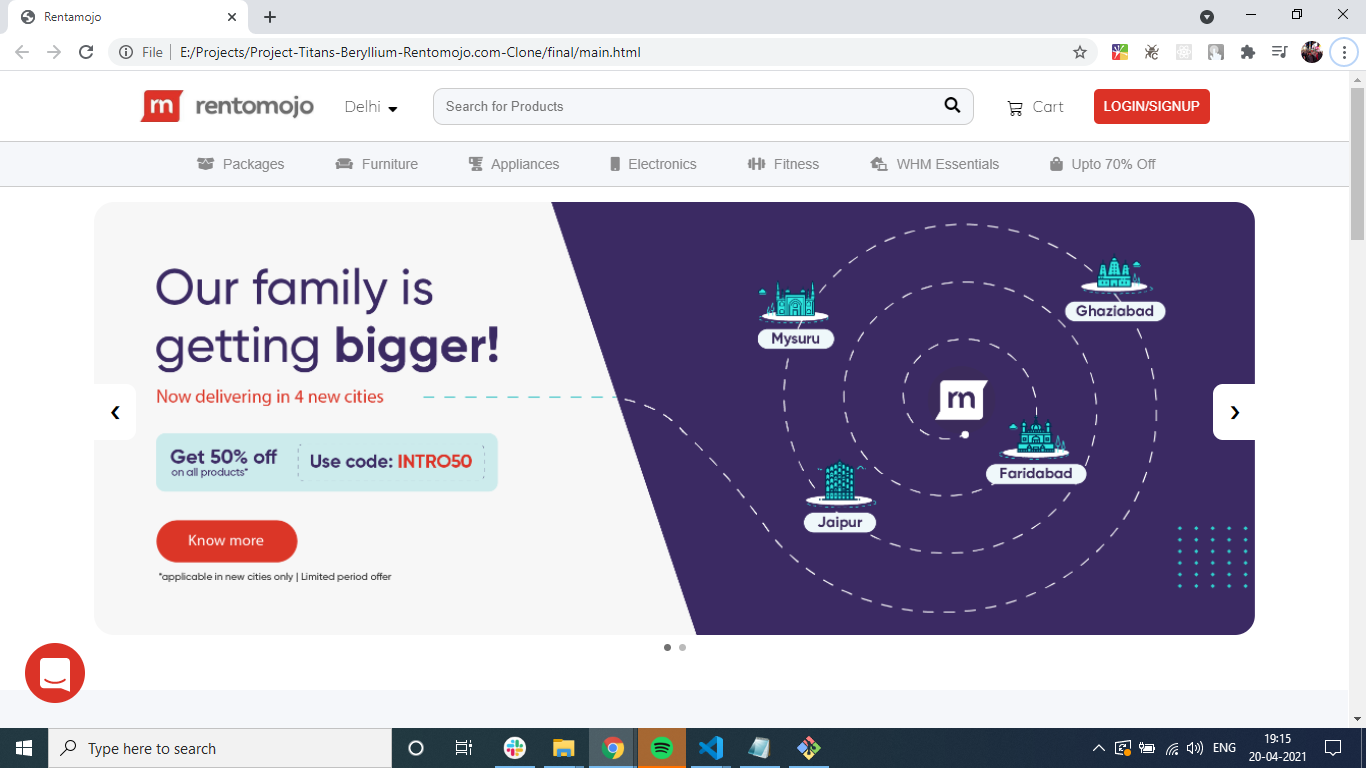 Rentamojo
File
E:/Projects/Project-Titans-Beryllium-Rentomojo.com-Clone/final/main.html
rentomojo
Delhi
Search for Products
Cart
LOGIN/SIGNUP
Packages
Furniture
Appliances
Electronics
Fitness
WHM Essentials
Upto 70% Off
Our family is
getting bigger!
Now delivering in 4 new cities
Get 50% off
on all products*
Use code: INTRO50
Know more
*applicable in new cities only | Limited period offer
Mysuru
Ghaziabad
rn
Faridabad
Jaipur
Type here to search
ENG
19:15
20-04-2021